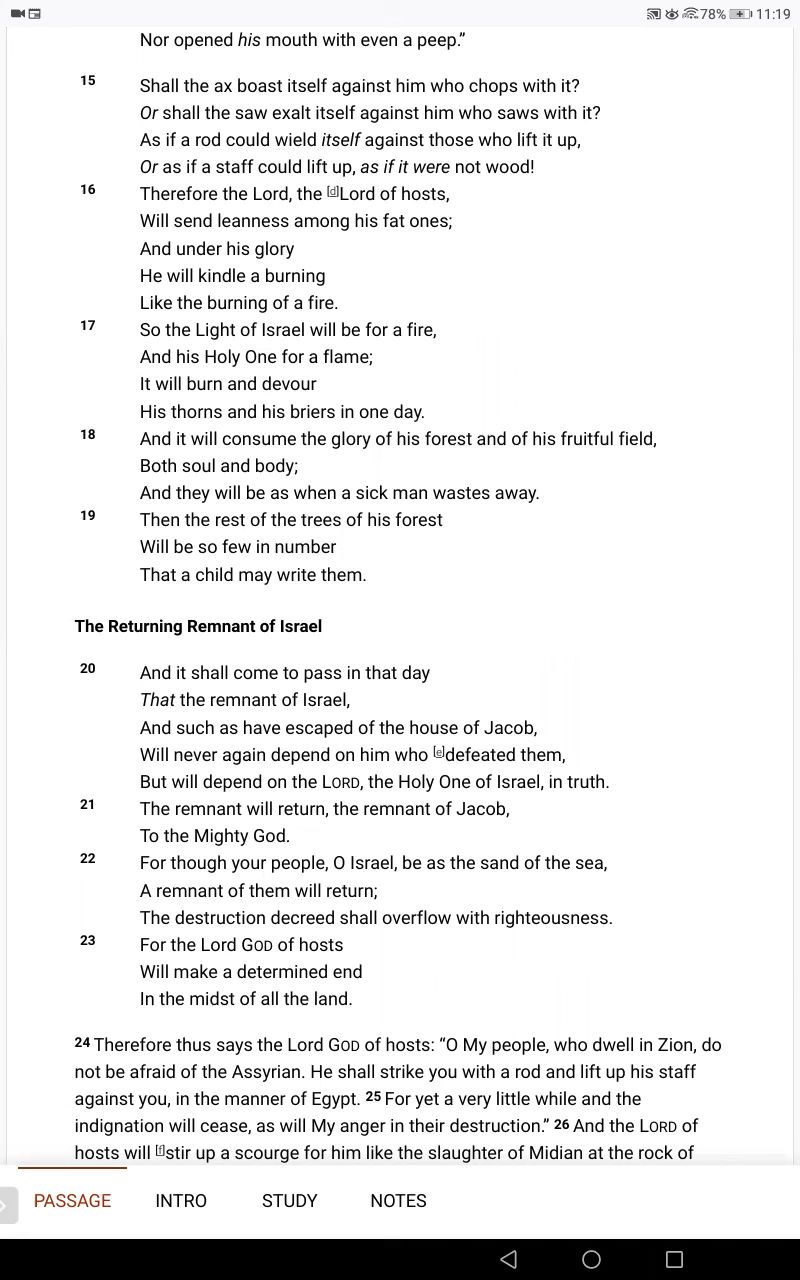 78% 11:19
Nor opened his mouth with even a peep.”
15 Shall the ax boast itself against him who chops with it?
Or shall the saw exalt itself against him who saws with it?
As if a rod could wield itself against those who lift it up,
Or as if a staff could lift up, as if it were not wood!
16 Therefore the Lord, the [d]Lord of hosts,
Will send leanness among his fat ones;
And under his glory
He will kindle a burning
Like the burning of a fire.
17 So the Light of Israel will be for a fire,
And his Holy One for a flame;
It will burn and devour
His thorns and his briers in one day.
18 And it will consume the glory of his forest and of his fruitful field,
Both soul and body;
And they will be as when a sick man wastes away.
19 Then the rest of the trees of his forest
Will be so few in number
That a child may write them.
The Returning Remnant of Israel
20 And it shall come to pass in that day
That the remnant of Israel,
And such as have escaped of the house of Jacob,
Will never again depend on him who [e]defeated them,
But will depend on the LORD, the Holy One of Israel, in truth.
21 The remnant will return, the remnant of Jacob,
To the Mighty God.
22 For though your people, O Israel, be as the sand of the sea,
A remnant of them will return;
The destruction decreed shall overflow with righteousness.
23 For the Lord GOD of hosts
Will make a determined end
In the midst of all the land.
24 Therefore thus says the Lord GOD of hosts: “O My people, who dwell in Zion, do
not be afraid of the Assyrian. He shall strike you with a rod and lift up his staff
against you, in the manner of Egypt. 25 For yet a very little while and the
indignation will cease, as will My anger in their destruction.” 26 And the LORD of
hosts will [f]stir up a scourge for him like the slaughter of Midian at the rock of
PASSAGE INTRO STUDY NOTES